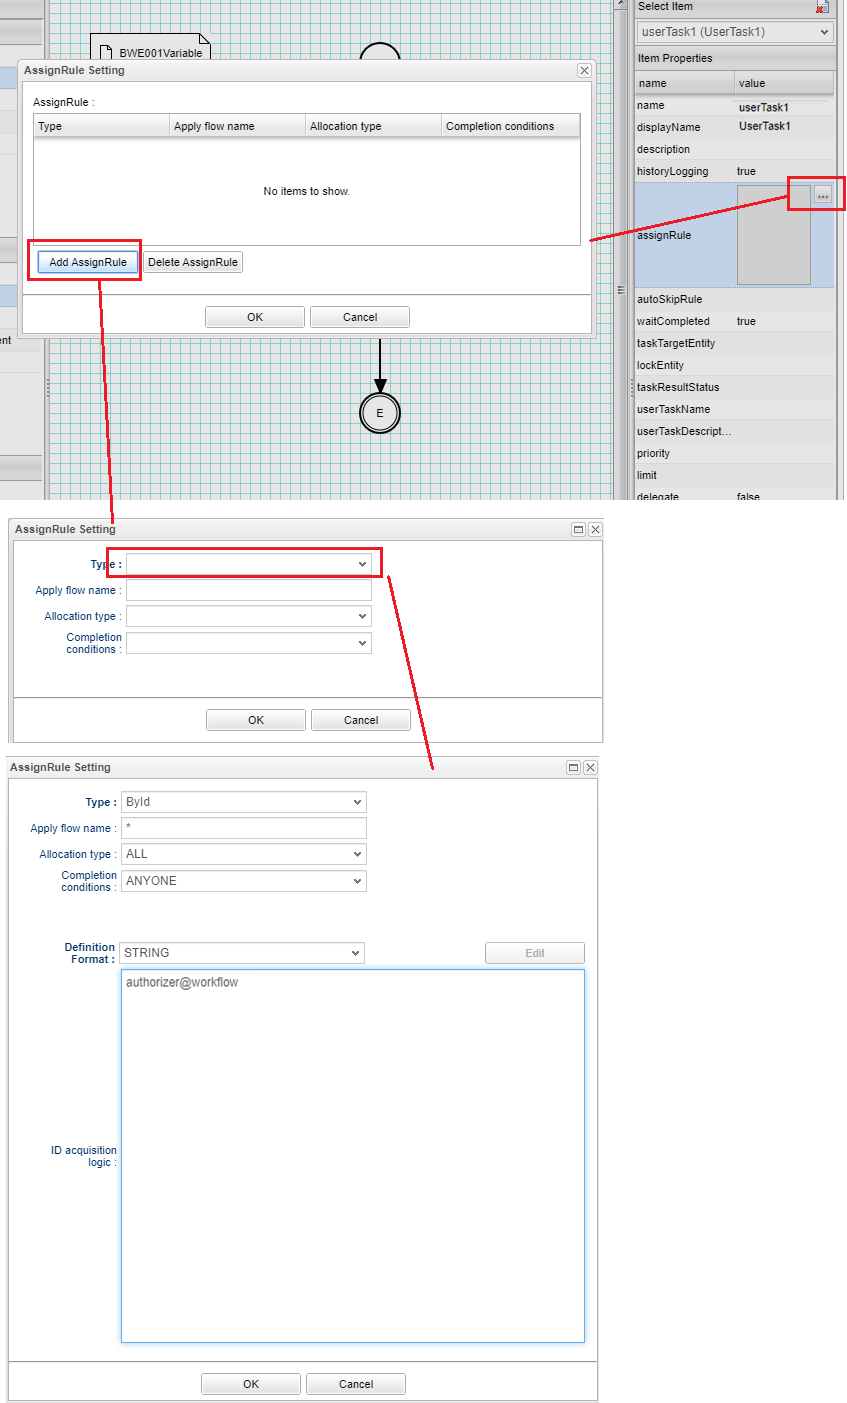 Select Item
userTask1 (UserTask1)
Item Properties
name value
name userTask1
displayName UserTask1
description
historyLogging true
...
assignRule
autoSkipRule
waitCompleted true
taskTargetEntity
lockEntity
taskResultStatus
userTaskName
userTaskDescript...
priority
limit
delegate false
BWE001Variable
AssignRule Setting
AssignRule :
Type Apply flow name Allocation type Completion conditions
No items to show.
Add AssignRule Delete AssignRule
OK Cancel
ent
E
AssignRule Setting
Type :
Apply flow name :
Allocation type :
Completion
conditions :
OK Cancel
AssignRule Setting
Type : ById
Apply flow name : *
Allocation type : ALL
Completion
conditions : ANYONE
Definition
Format : STRING Edit
authorizer@workflow
ID acquisition
logic :
OK Cancel